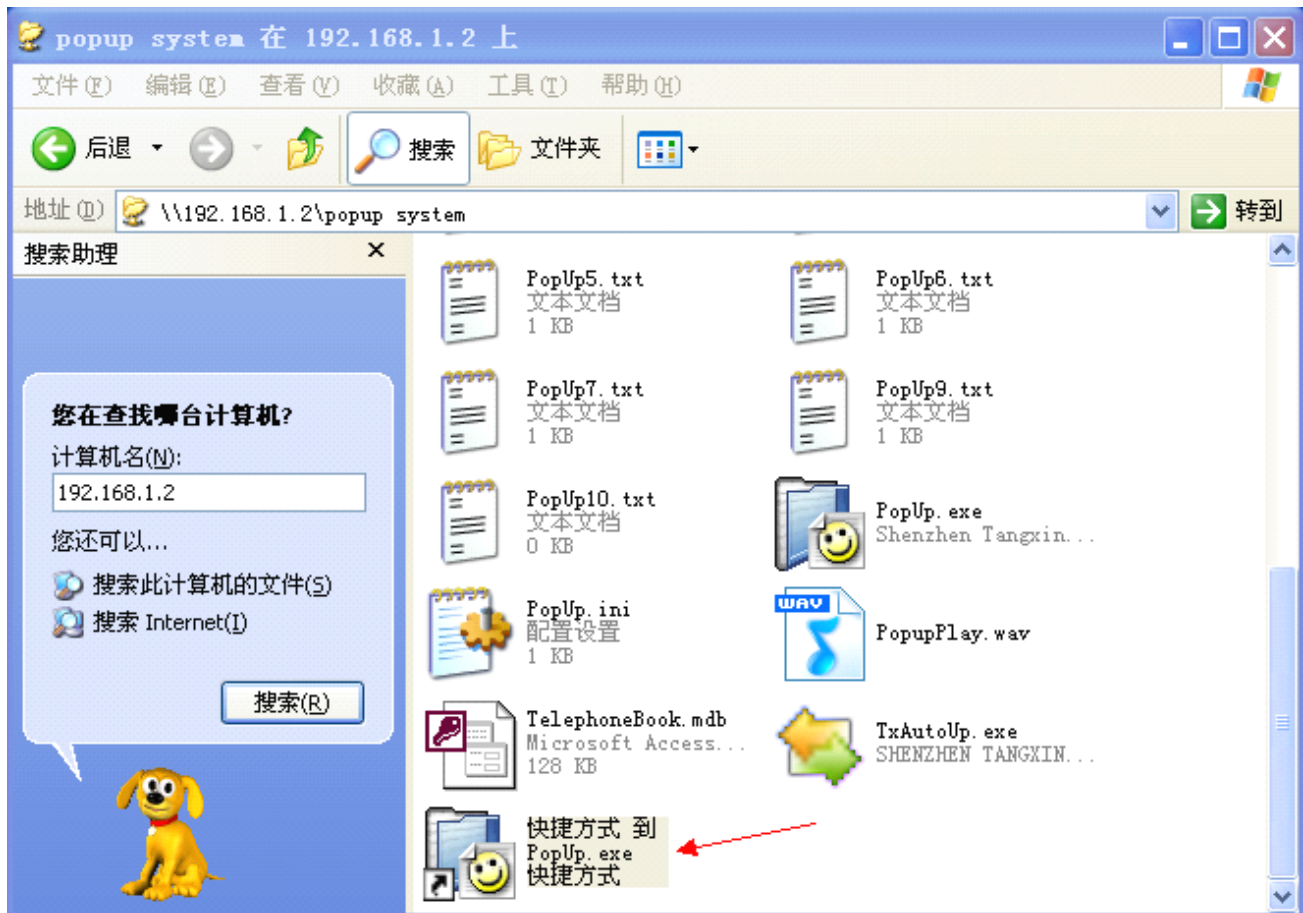 popup system 在 192.168.1.2 上
文件(F) 编辑(E) 查看(V) 收藏(A) 工具(T) 帮助(H)
后退 搜索 文件夹
地址(D) \\192.168.1.2\popup system 转到
搜索助理
您在查找哪台计算机?
计算机名(N):
192.168.1.2
您还可以...
搜索此计算机的文件(S)
搜索 Internet(I)
搜索(R)
PopUp5.txt
文本文档
1 KB
PopUp6.txt
文本文档
1 KB
PopUp7.txt
文本文档
1 KB
PopUp9.txt
文本文档
1 KB
PopUp10.txt
文本文档
0 KB
PopUp.exe
Shenzhen Tangxin...
PopUp.ini
配置设置
1 KB
WAV
PopupPlay.wav
TelephoneBook.mdb
Microsoft Access...
128 KB
TxAutoUp.exe
SHENZHEN TANGXIN...
快捷方式 到
PopUp.exe
快捷方式